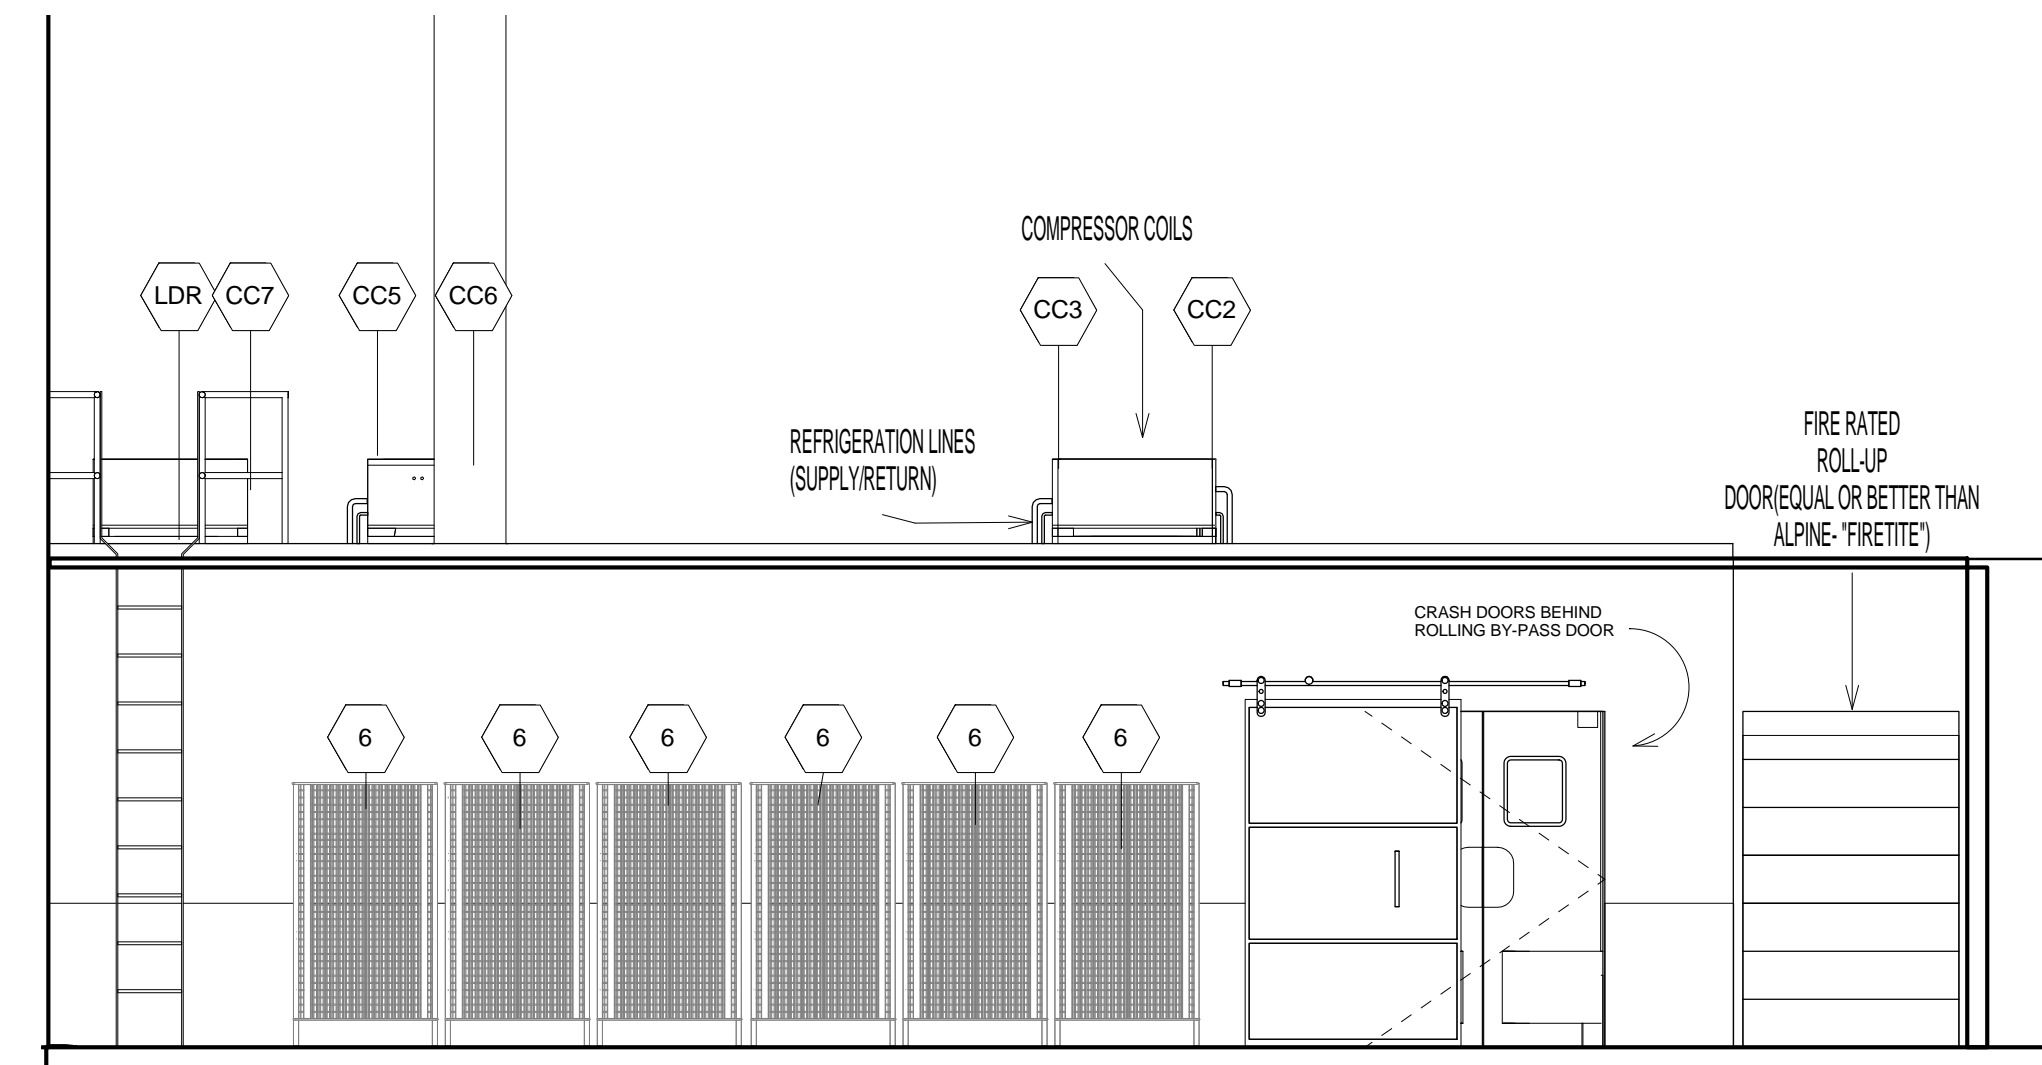 COMPRESSOR COILS
LDR
CC7
CC5
CC6
CC3
CC2
REFRIGERATION LINES
(SUPPLY/RETURN)
FIRE RATED
ROLL-UP
DOOR(EQUAL OR BETTER THAN
ALPINE- "FIRETITE")
CRASH DOORS BEHIND
ROLLING BY-PASS DOOR
6
6
6
6
6
6